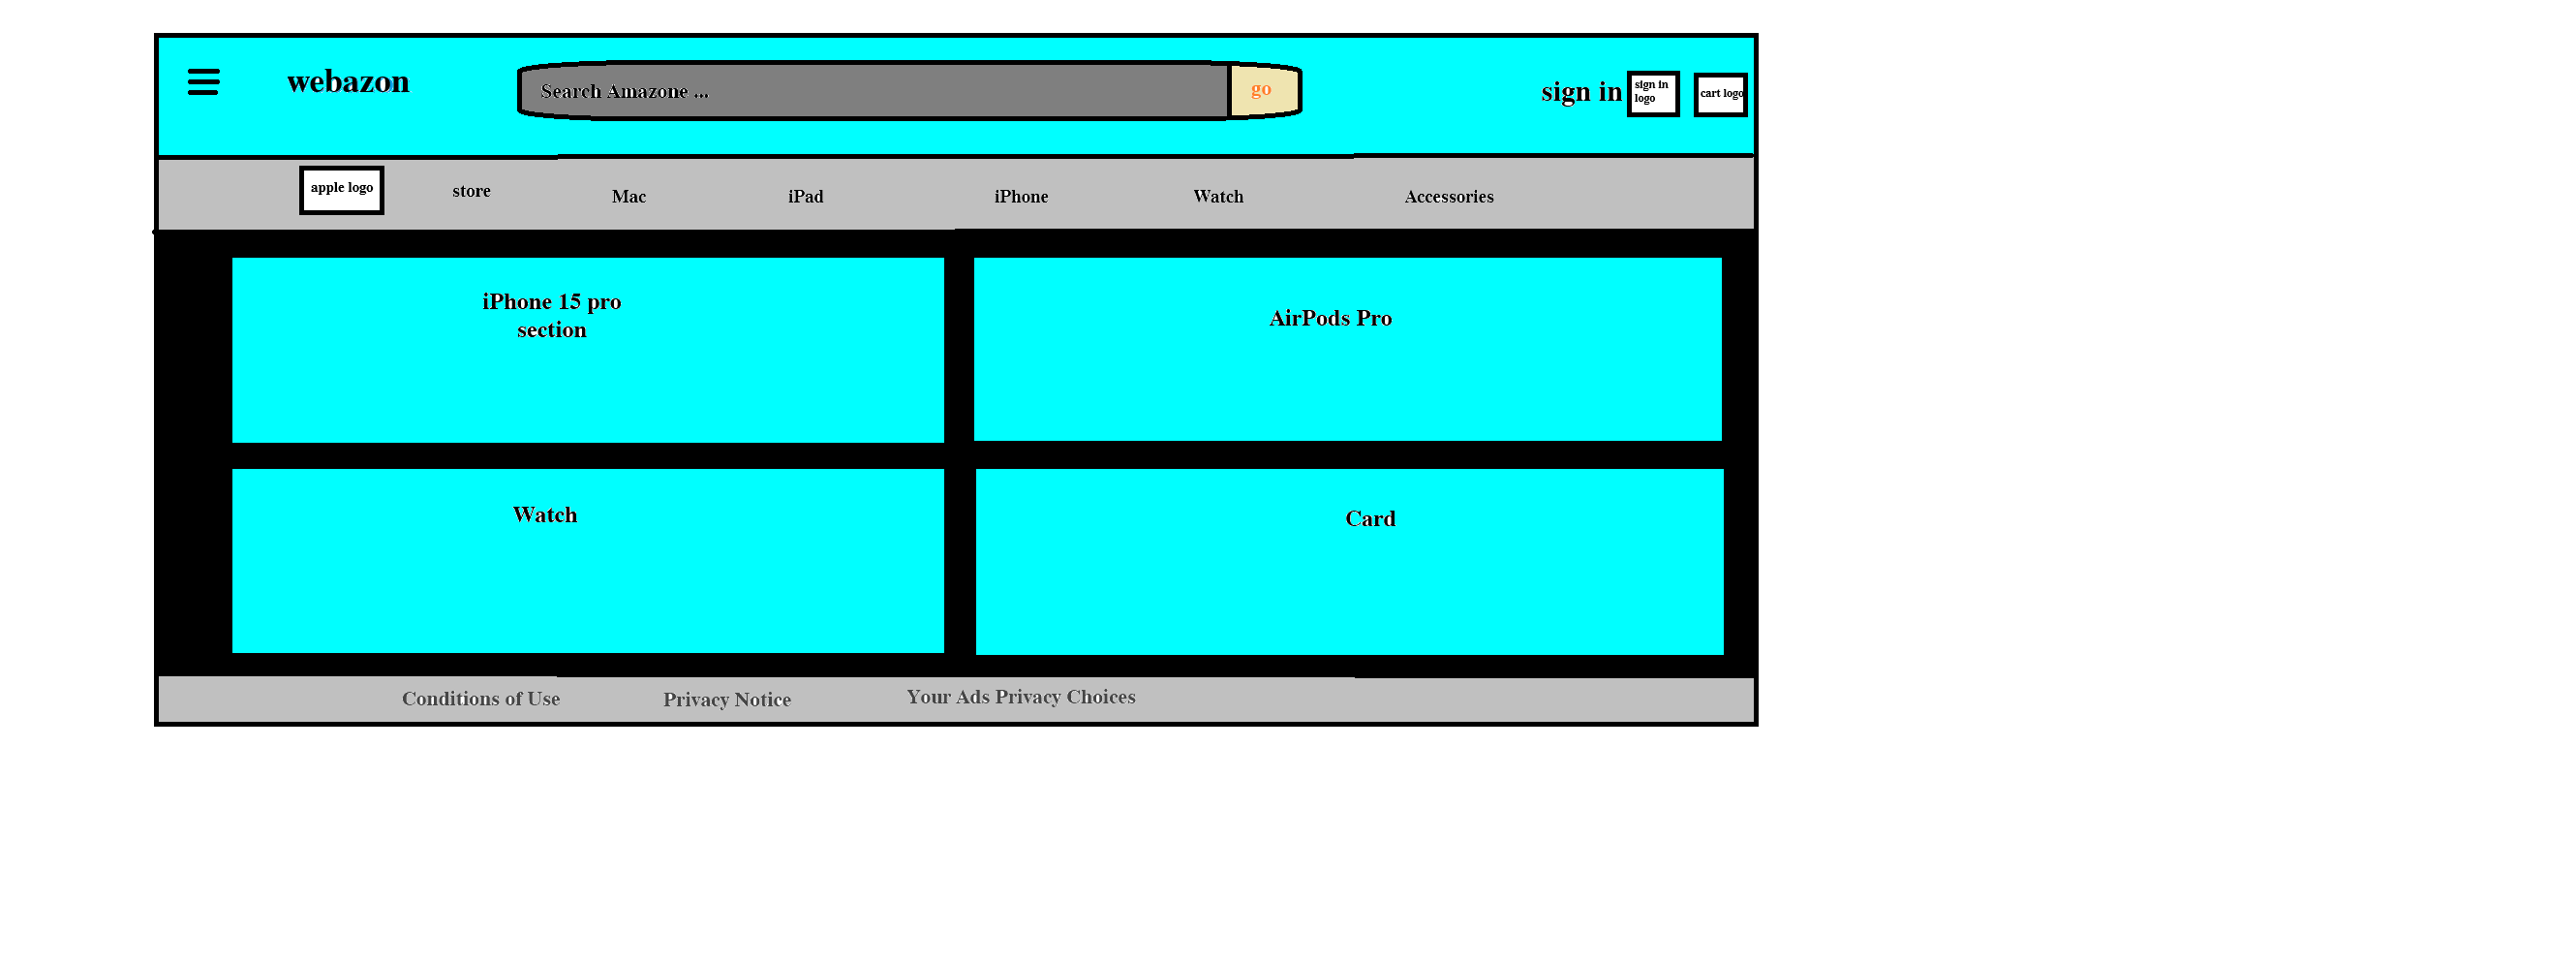 webazon
Search Amazone ...
go
sign in
sign in
logo
cart logo
apple logo
store
Mac
iPad
iPhone
Watch
Accessories
iPhone 15 pro
section
AirPods Pro
Watch
Card
Conditions of Use
Privacy Notice
Your Ads Privacy Choices